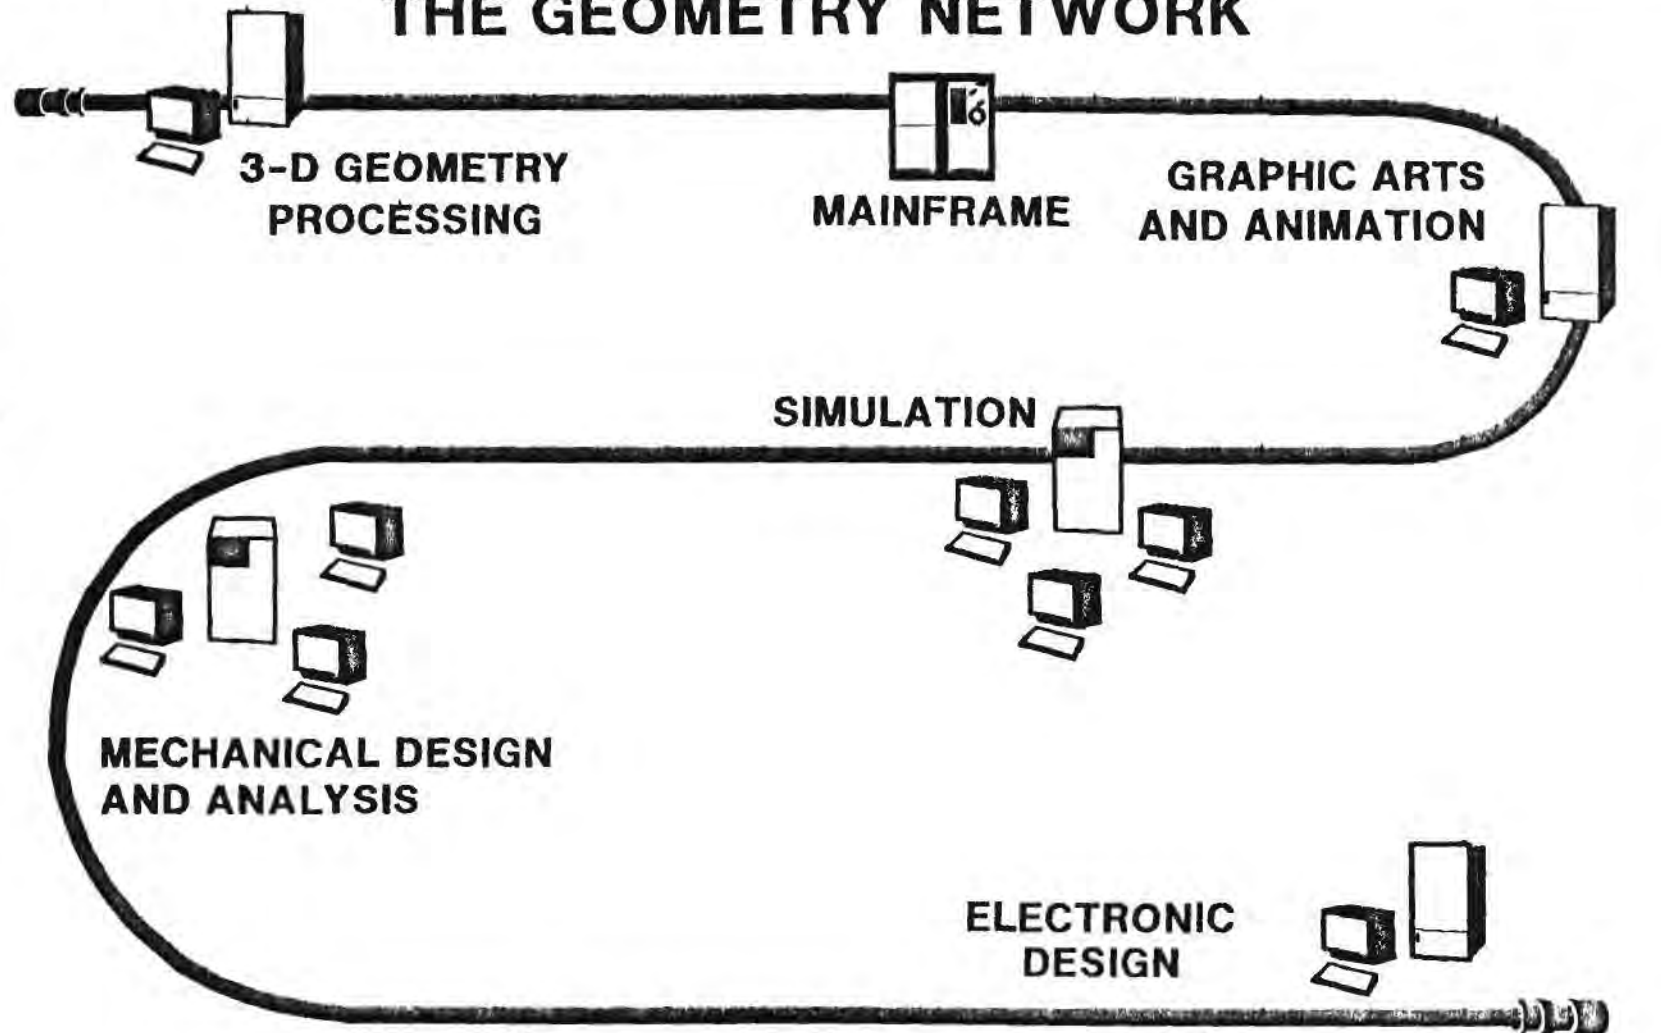 THE GEOMETRY NETWORK
3-D GEOMETRY
PROCESSING
MAINFRAME
GRAPHIC ARTS
AND ANIMATION
SIMULATION
MECHANICAL DESIGN
AND ANALYSIS
ELECTRONIC
DESIGN